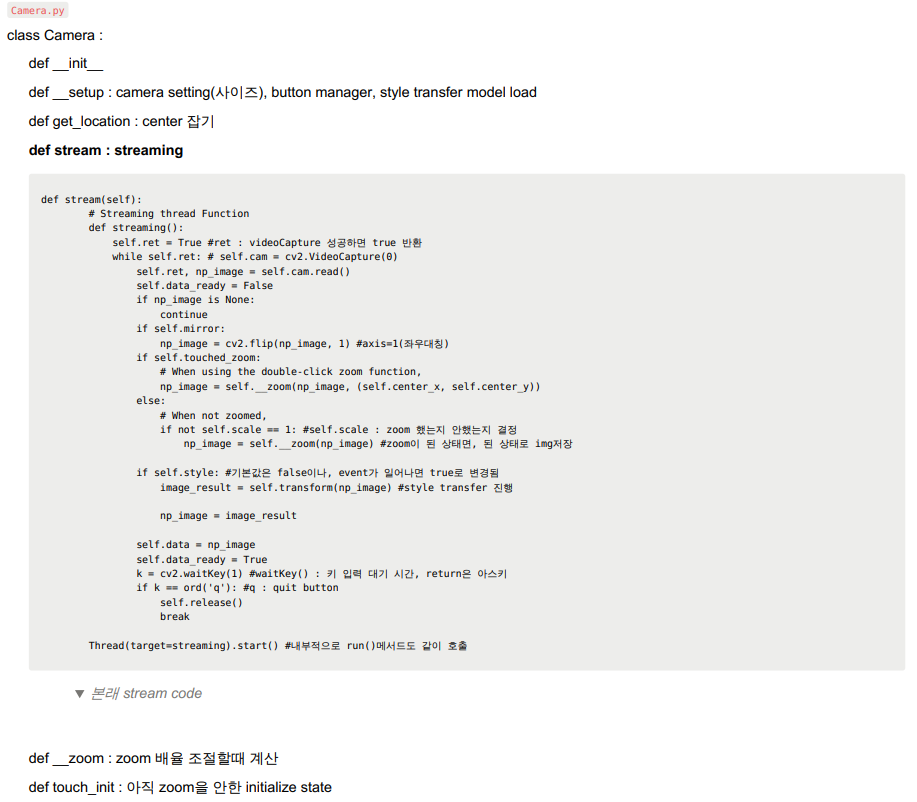 Camera.py
class Camera :
def __init__
def __setup : camera setting(사이즈), button manager, style transfer model load
def get_location : center 잡기
def stream : streaming
def stream(self):
# Streaming thread Function
def streaming():
self.ret = True #ret : videoCapture 성공하면 true 반환
while self.ret: # self.cam = cv2.VideoCapture(0)
self.ret, np_image = self.cam.read()
self.data_ready = False
if np_image is None:
continue
if self.mirror:
np_image = cv2.flip(np_image, 1) #axis=1(좌우대칭)
if self.touched_zoom:
# When using the double-click zoom function,
np_image = self.__zoom(np_image, (self.center_x, self.center_y))
else:
# When not zoomed,
if not self.scale == 1: #self.scale : zoom 했는지 안했는지 결정
np_image = self.__zoom(np_image) #zoom이 된 상태면, 된 상태로 img저장
if self.style: #기본값은 false이나, event가 일어나면 true로 변경됨
image_result = self.transform(np_image) #style transfer 진행
np_image = image_result
self.data = np_image
self.data_ready = True
k = cv2.waitKey(1) #waitKey() : 키 입력 대기 시간, return은 아스키
if k == ord('q'): #q : quit button
self.release()
break
Thread(target=streaming).start() #내부적으로 run()메서드도 같이 호출
▼ 본래 stream code
def __zoom : zoom 배율 조절할때 계산
def touch_init : 아직 zoom을 안한 initialize state